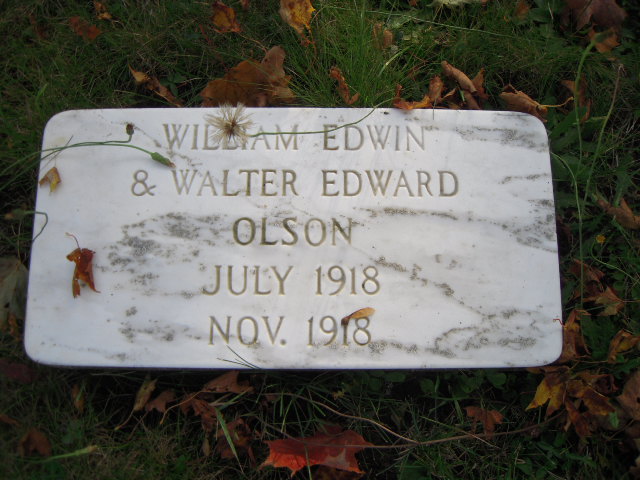 WILLIAM EDWIN
& WALTER EDWARD
OLSON
JULY 1918
NOV. 1918